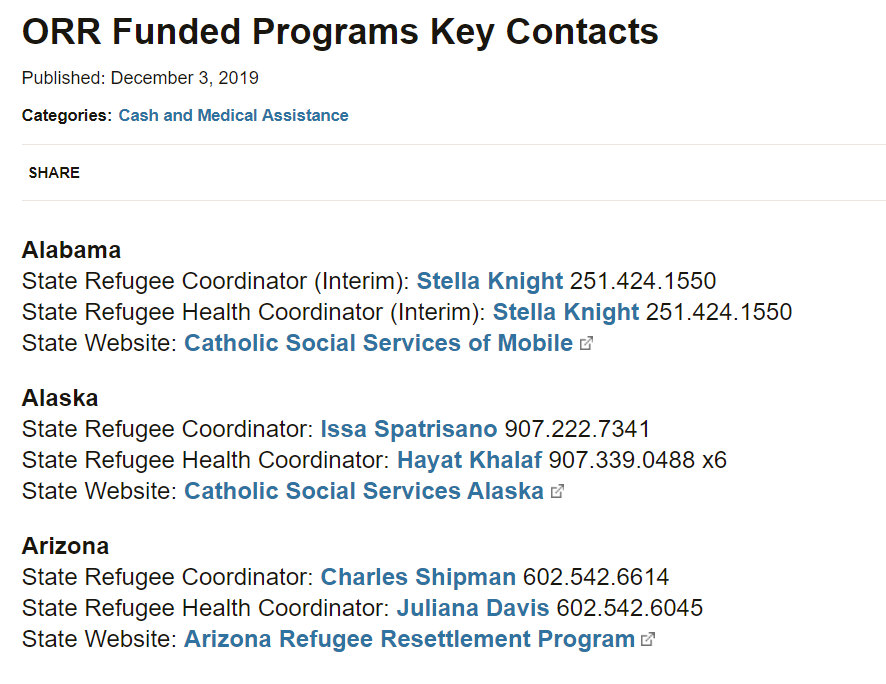 ORR Funded Programs Key Contacts
Published: December 3, 2019
Categories: Cash and Medical Assistance
SHARE
Alabama
State Refugee Coordinator (Interim): Stella Knight 251.424.1550
State Refugee Health Coordinator (Interim): Stella Knight 251.424.1550
State Website: Catholic Social Services of Mobile
Alaska
State Refugee Coordinator: Issa Spatrisano 907.222.7341
State Refugee Health Coordinator: Hayat Khalaf 907.339.0488 x6
State Website: Catholic Social Services Alaska
Arizona
State Refugee Coordinator: Charles Shipman 602.542.6614
State Refugee Health Coordinator: Juliana Davis 602.542.6045
State Website: Arizona Refugee Resettlement Program